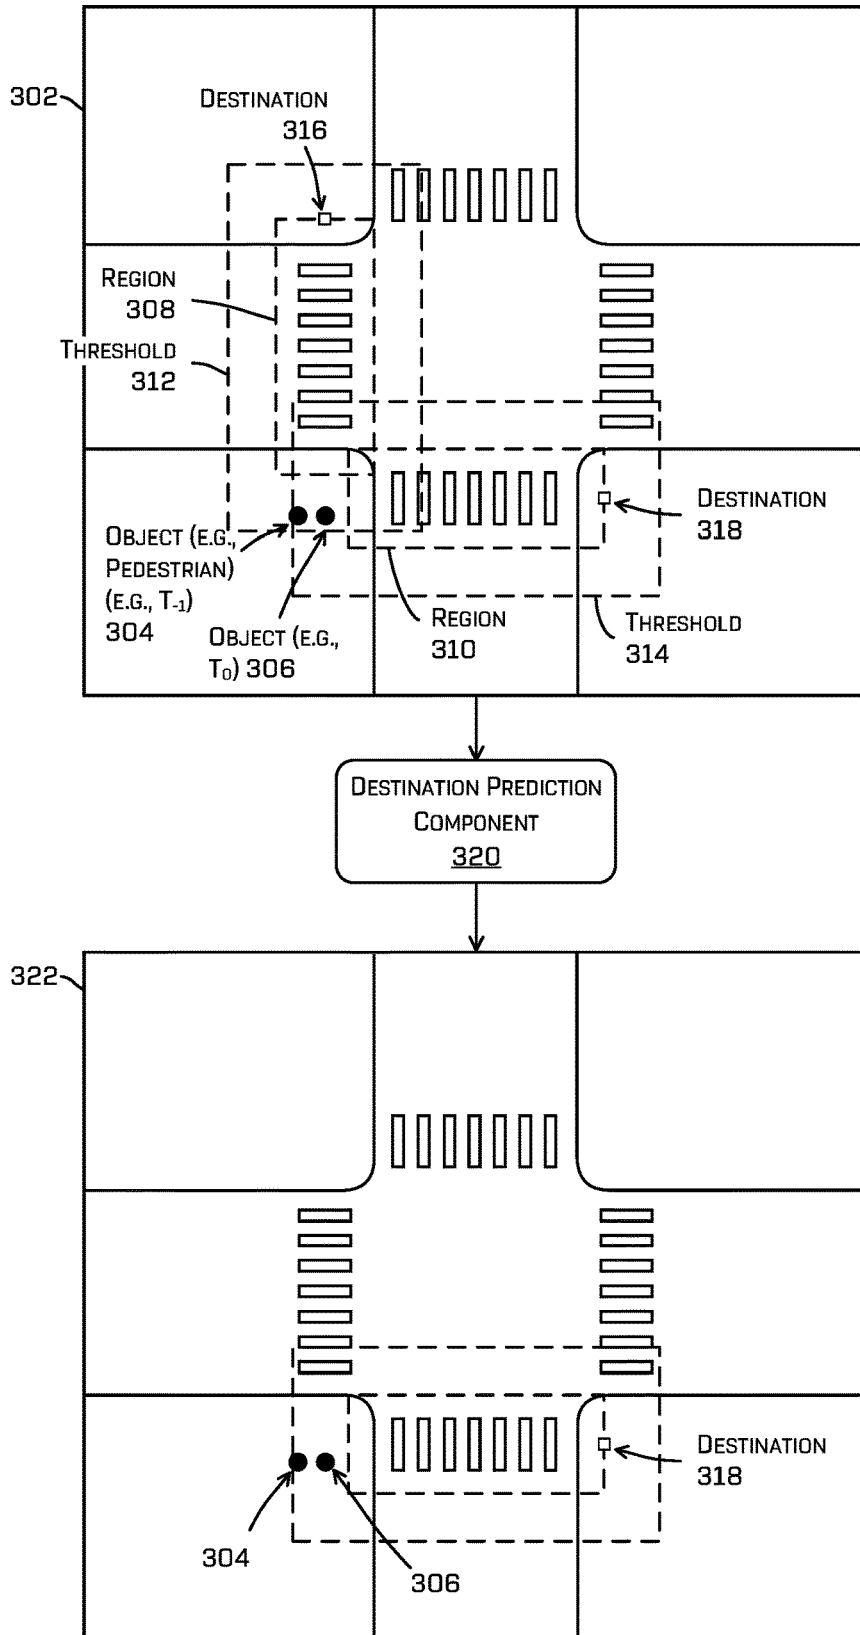 302
DESTINATION
316
REGION
308
THRESHOLD
312
OBJECT (E.G.,
PEDESTRIAN)
(E.G., T-1)
304
OBJECT (E.G.,
T0) 306
REGION
310
DESTINATION
318
THRESHOLD
314
DESTINATION PREDICTION
COMPONENT
320
322
DESTINATION
318
304
306